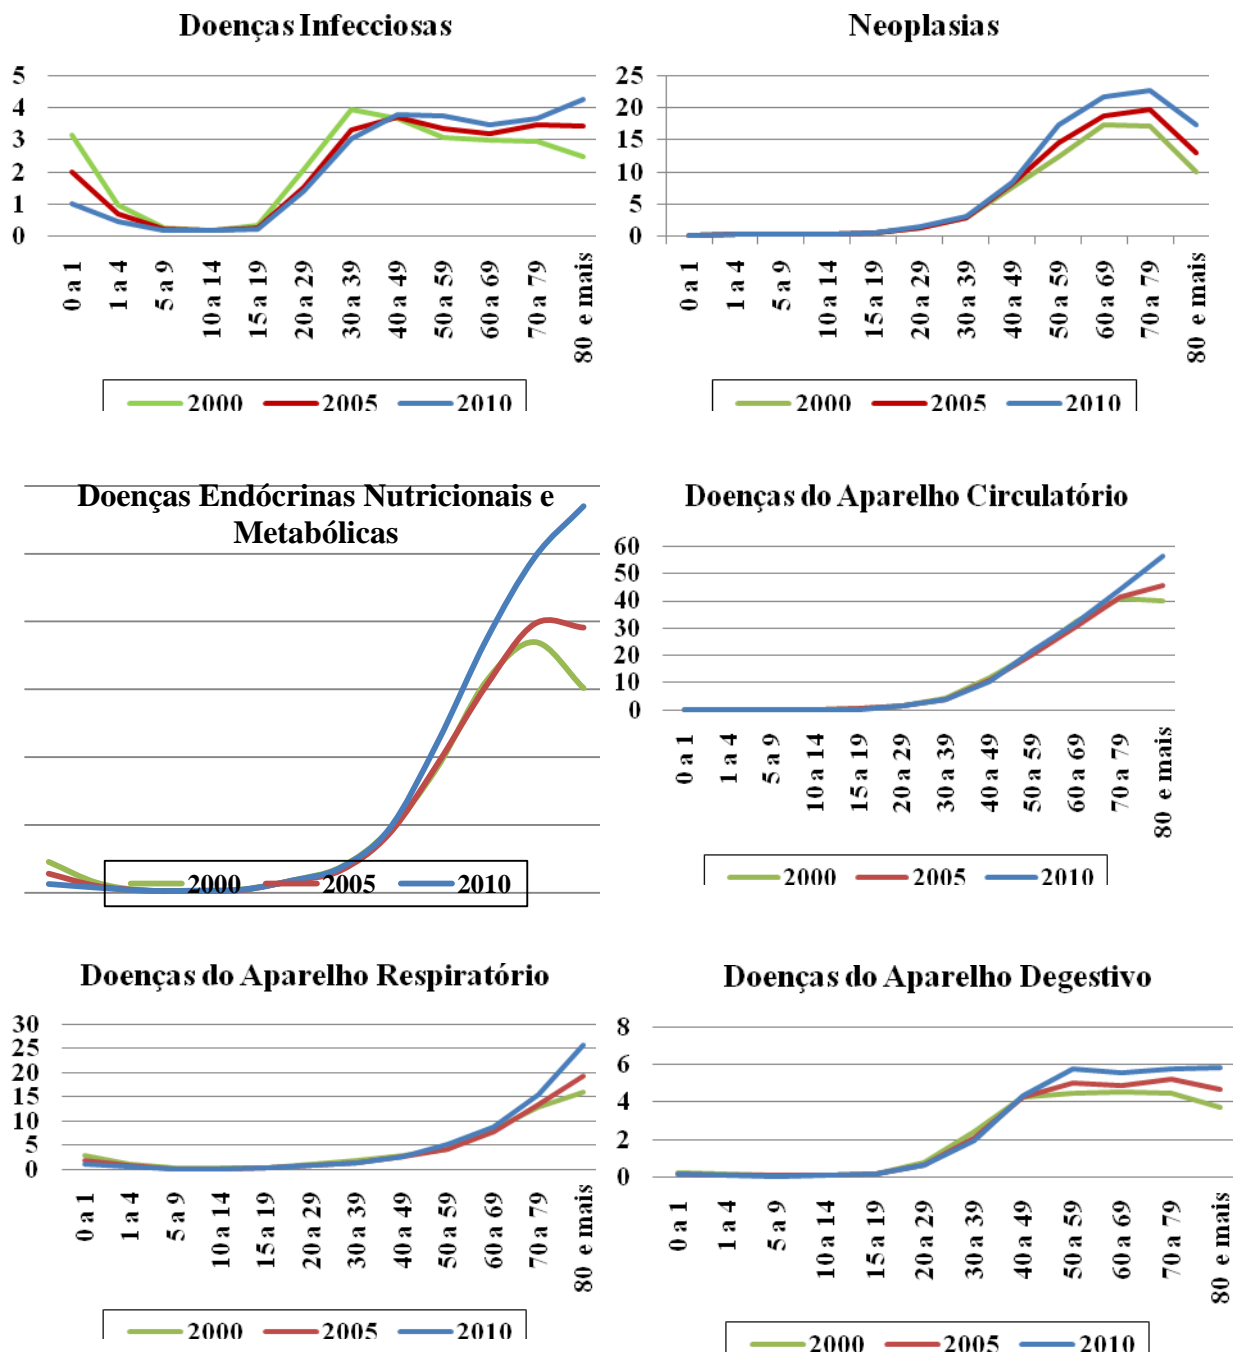 Doenças Infecciosas
5
4
3
2
1
0
0 a 1
1 a 4
5 a 9
10 a 14
15 a 19
20 a 29
30 a 39
40 a 49
50 a 59
60 a 69
70 a 79
80 e mais
2000 2005 2010
Neoplasias
25
20
15
10
5
0
0 a 1
1 a 4
5 a 9
10 a 14
15 a 19
20 a 29
30 a 39
40 a 49
50 a 59
60 a 69
70 a 79
80 e mais
2000 2005 2010
Doenças Endócrinas Nutricionais e
Metabólicas
2000 2005 2010
Doenças do Aparelho Circulatório
60
50
40
30
20
10
0
0 a 1
1 a 4
5 a 9
10 a 14
15 a 19
20 a 29
30 a 39
40 a 49
50 a 59
60 a 69
70 a 79
80 e mais
2000 2005 2010
Doenças do Aparelho Respiratório
30
25
20
15
10
5
0
0 a 1
1 a 4
5 a 9
10 a 14
15 a 19
20 a 29
30 a 39
40 a 49
50 a 59
60 a 69
70 a 79
80 e mais
2000 2005 2010
Doenças do Aparelho Degestivo
8
6
4
2
0
0 a 1
1 a 4
5 a 9
10 a 14
15 a 19
20 a 29
30 a 39
40 a 49
50 a 59
60 a 69
70 a 79
80 e mais
2000 2005 2010